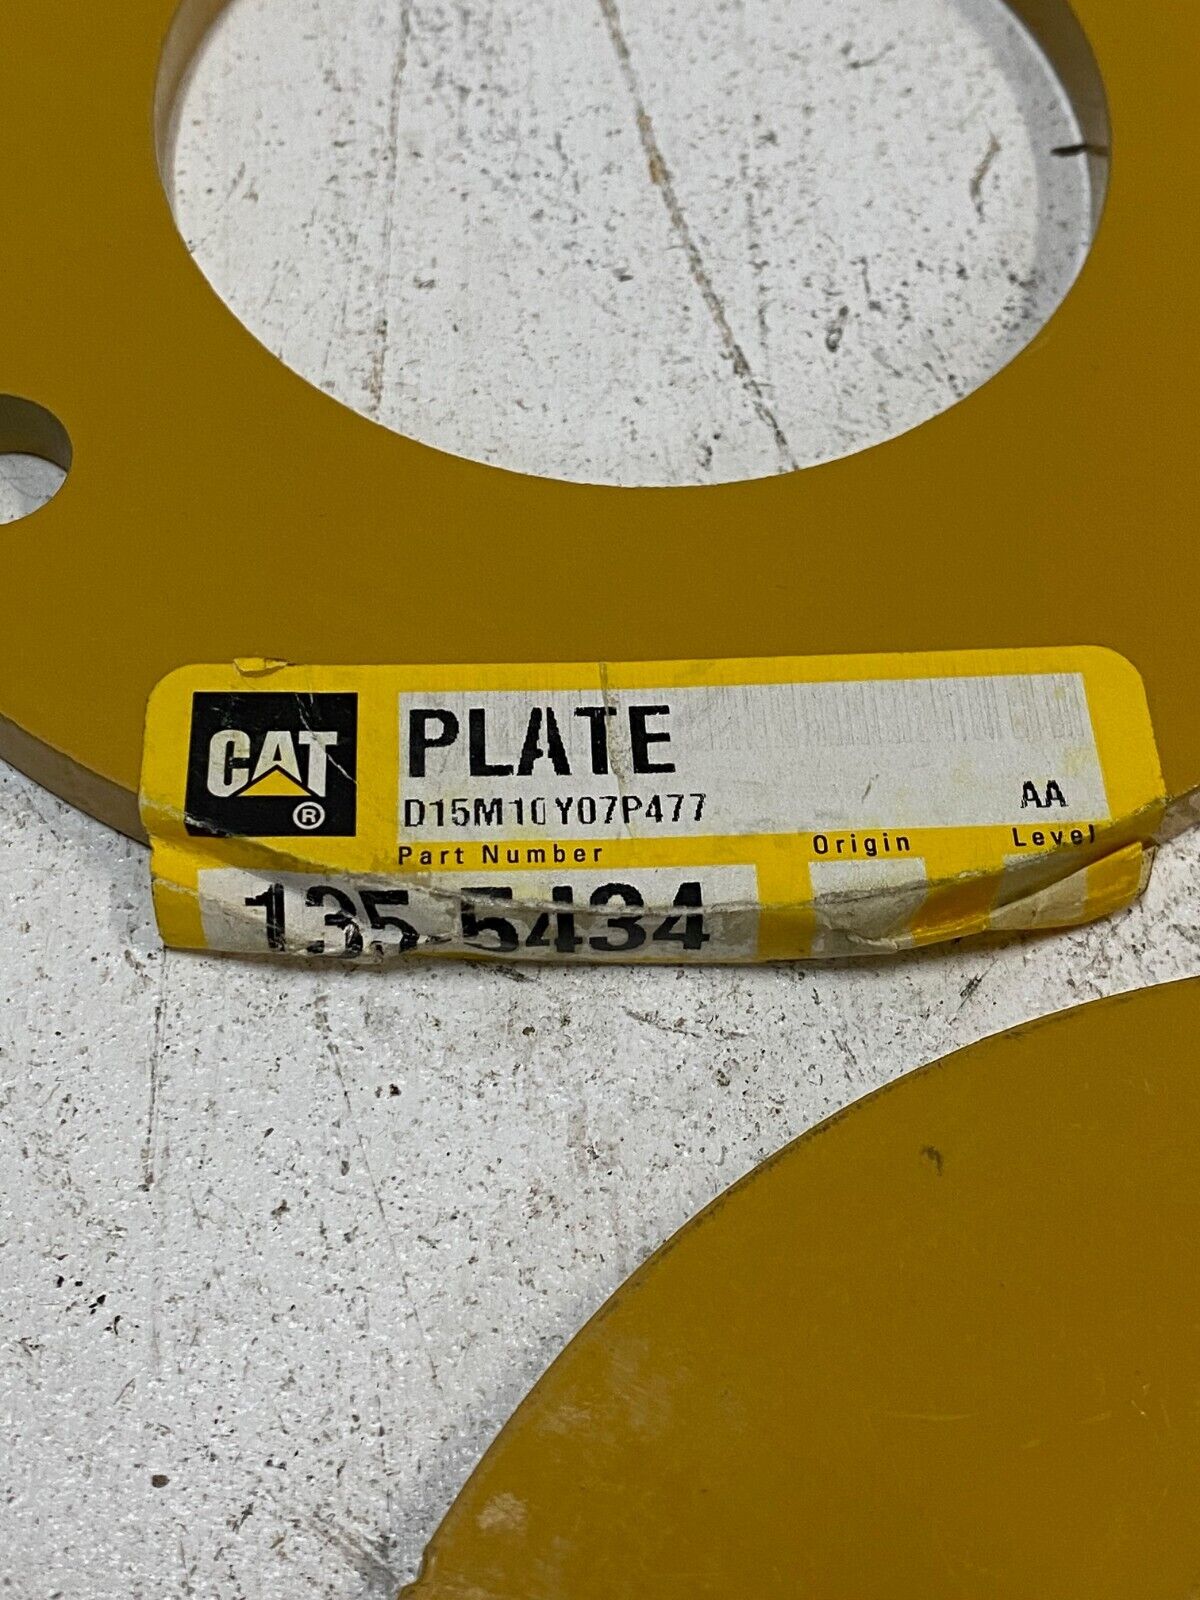 CAT
®
PLATE
D15M10Y07P477 AA
Part Number Origin Level
135-5434